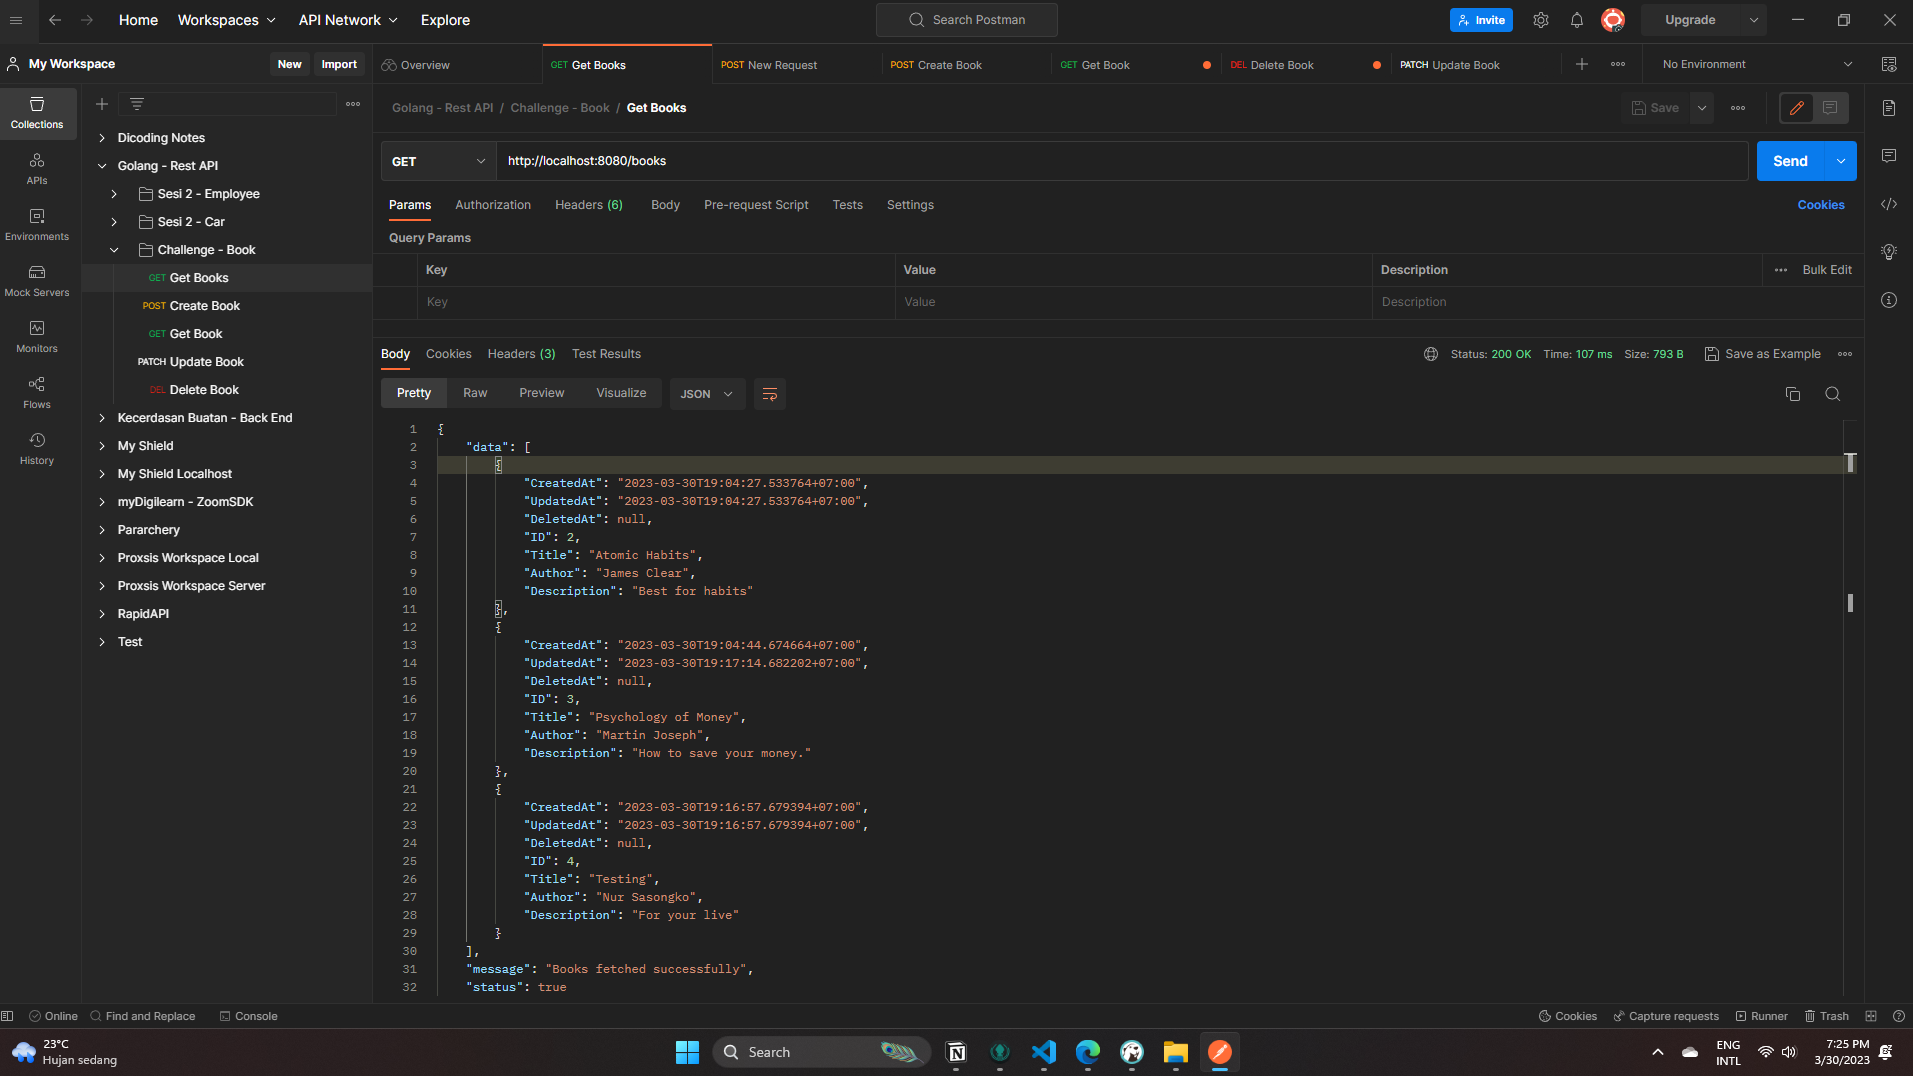 Home Workspaces API Network Explore Search Postman Invite Upgrade
My Workspace New Import Overview GET Get Books POST New Request POST Create Book GET Get Book DEL Delete Book PATCH Update Book No Environment
Collections
APIs
Environments
Mock Servers
Monitors
Flows
History
Dicoding Notes
Golang - Rest API
Sesi 2 - Employee
Sesi 2 - Car
Challenge - Book
GET Get Books
POST Create Book
GET Get Book
PATCH Update Book
DEL Delete Book
Kecerdasan Buatan - Back End
My Shield
My Shield Localhost
myDigilearn - ZoomSDK
Pararchery
Proxsis Workspace Local
Proxsis Workspace Server
RapidAPI
Test
Golang - Rest API / Challenge - Book / Get Books Save
GET http://localhost:8080/books Send
Params Authorization Headers (6) Body Pre-request Script Tests Settings Cookies
Query Params
Key Value Description Bulk Edit
Key Value Description
Body Cookies Headers (3) Test Results Status: 200 OK Time: 107 ms Size: 793 B Save as Example
Pretty Raw Preview Visualize JSON
1 {
2 "data": [
3 {
4 "CreatedAt": "2023-03-30T19:04:27.533764+07:00",
5 "UpdatedAt": "2023-03-30T19:04:27.533764+07:00",
6 "DeletedAt": null,
7 "ID": 2,
8 "Title": "Atomic Habits",
9 "Author": "James Clear",
10 "Description": "Best for habits"
11 },
12 {
13 "CreatedAt": "2023-03-30T19:04:44.674664+07:00",
14 "UpdatedAt": "2023-03-30T19:17:14.682202+07:00",
15 "DeletedAt": null,
16 "ID": 3,
17 "Title": "Psychology of Money",
18 "Author": "Martin Joseph",
19 "Description": "How to save your money."
20 },
21 {
22 "CreatedAt": "2023-03-30T19:16:57.679394+07:00",
23 "UpdatedAt": "2023-03-30T19:16:57.679394+07:00",
24 "DeletedAt": null,
25 "ID": 4,
26 "Title": "Testing",
27 "Author": "Nur Sasongko",
28 "Description": "For your live"
29 }
30 ],
31 "message": "Books fetched successfully",
32 "status": true
Online Find and Replace Console Cookies Capture requests Runner Trash
23°C
Hujan sedang
Search
ENG
INTL
7:25 PM
3/30/2023